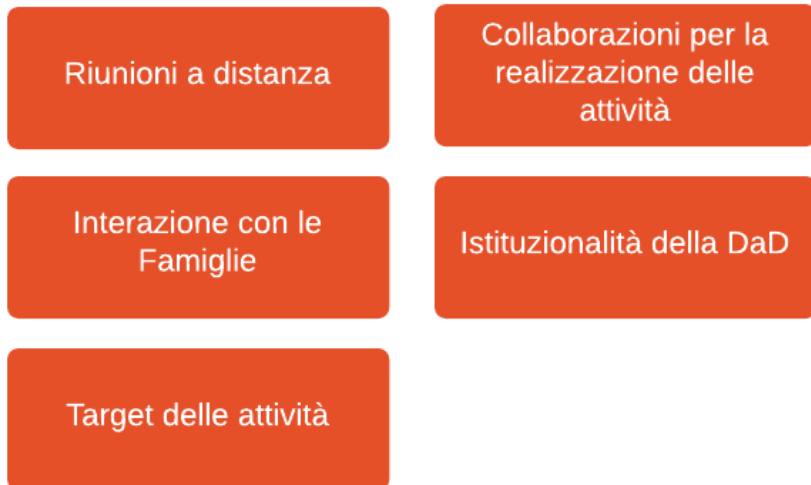 Riunioni a distanza
Collaborazioni per la
realizzazione delle
attività
Interazione con le
Famiglie
Istituzionalità della DaD
Target delle attività